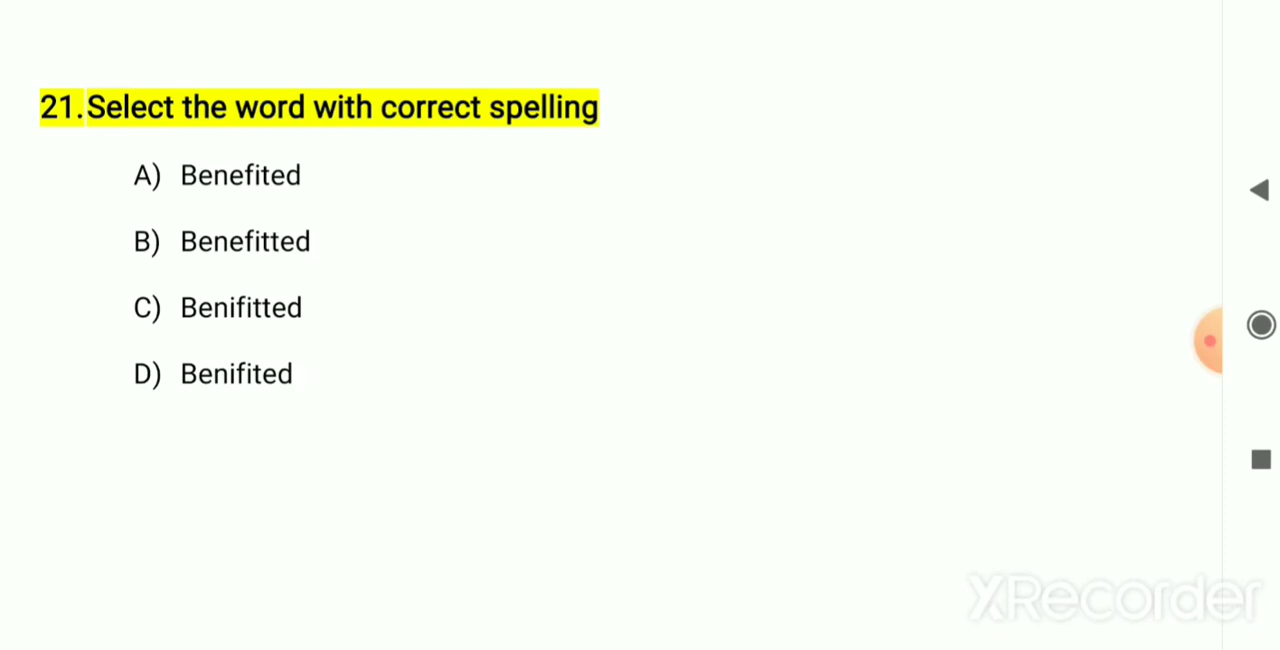 21. Select the word with correct spelling
A) Benefited
B) Benefitted
C) Benifitted
D) Benifited
XRecorder